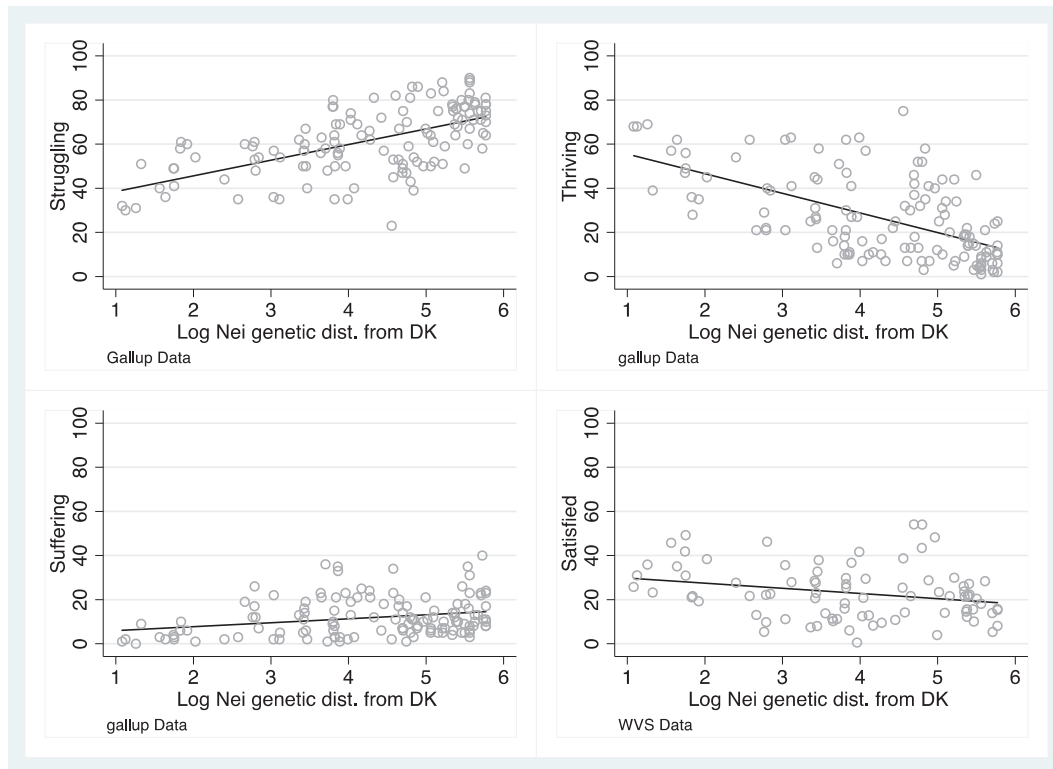 Struggling
0 20 40 60 80 100
1 2 3 4 5 6
Log Nei genetic dist. from DK
Gallup Data
Thriving
0 20 40 60 80 100
1 2 3 4 5 6
Log Nei genetic dist. from DK
gallup Data
Suffering
0 20 40 60 80 100
1 2 3 4 5 6
Log Nei genetic dist. from DK
gallup Data
Satisfied
0 20 40 60 80 100
1 2 3 4 5 6
Log Nei genetic dist. from DK
WVS Data